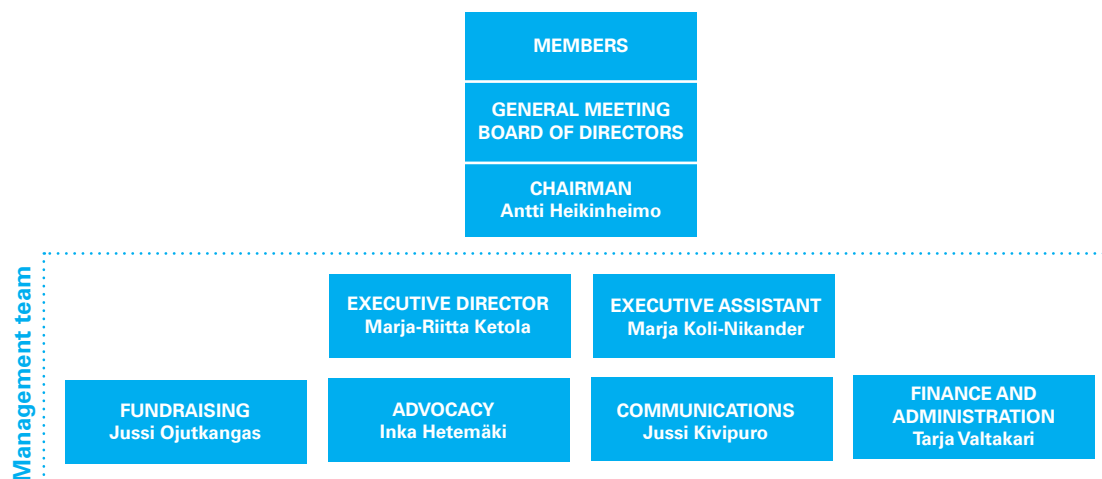 MEMBERS
GENERAL MEETING
BOARD OF DIRECTORS
CHAIRMAN
Antti Heikinheimo
Management team
EXECUTIVE DIRECTOR
Marja-Riitta Ketola
EXECUTIVE ASSISTANT
Marja Koli-Nikander
FUNDRAISING
Jussi Ojutkangas
ADVOCACY
Inka Hetemäki
COMMUNICATIONS
Jussi Kivipuro
FINANCE AND
ADMINISTRATION
Tarja Valtakari